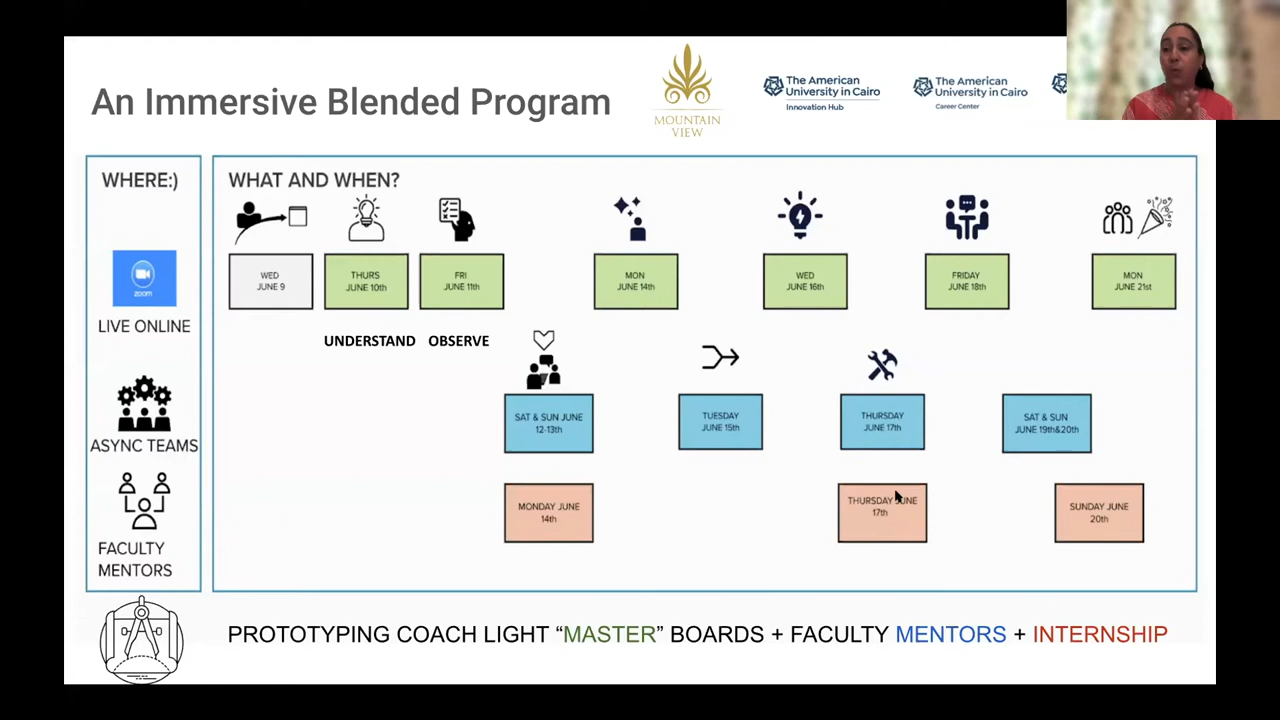 An Immersive Blended Program
MOUNTAIN
VIEW
The American
University in Cairo
Innovation Hub
The American
University in Cairo
Career Center
WHERE:)
zoom
LIVE ONLINE
ASYNC TEAMS
FACULTY
MENTORS
WHAT AND WHEN?
WED
JUNE 9
THURS
JUNE 10th
FRI
JUNE 11th
MON
JUNE 14th
WED
JUNE 16th
FRIDAY
JUNE 18th
MON
JUNE 21st
UNDERSTAND OBSERVE
SAT & SUN JUNE
12-13th
TUESDAY
JUNE 15th
THURSDAY
JUNE 17th
SAT & SUN
JUNE 19th&20th
MONDAY JUNE
14th
THURSDAY JUNE
17th
SUNDAY JUNE
20th
PROTOTYPING COACH LIGHT “MASTER” BOARDS + FACULTY MENTORS + INTERNSHIP